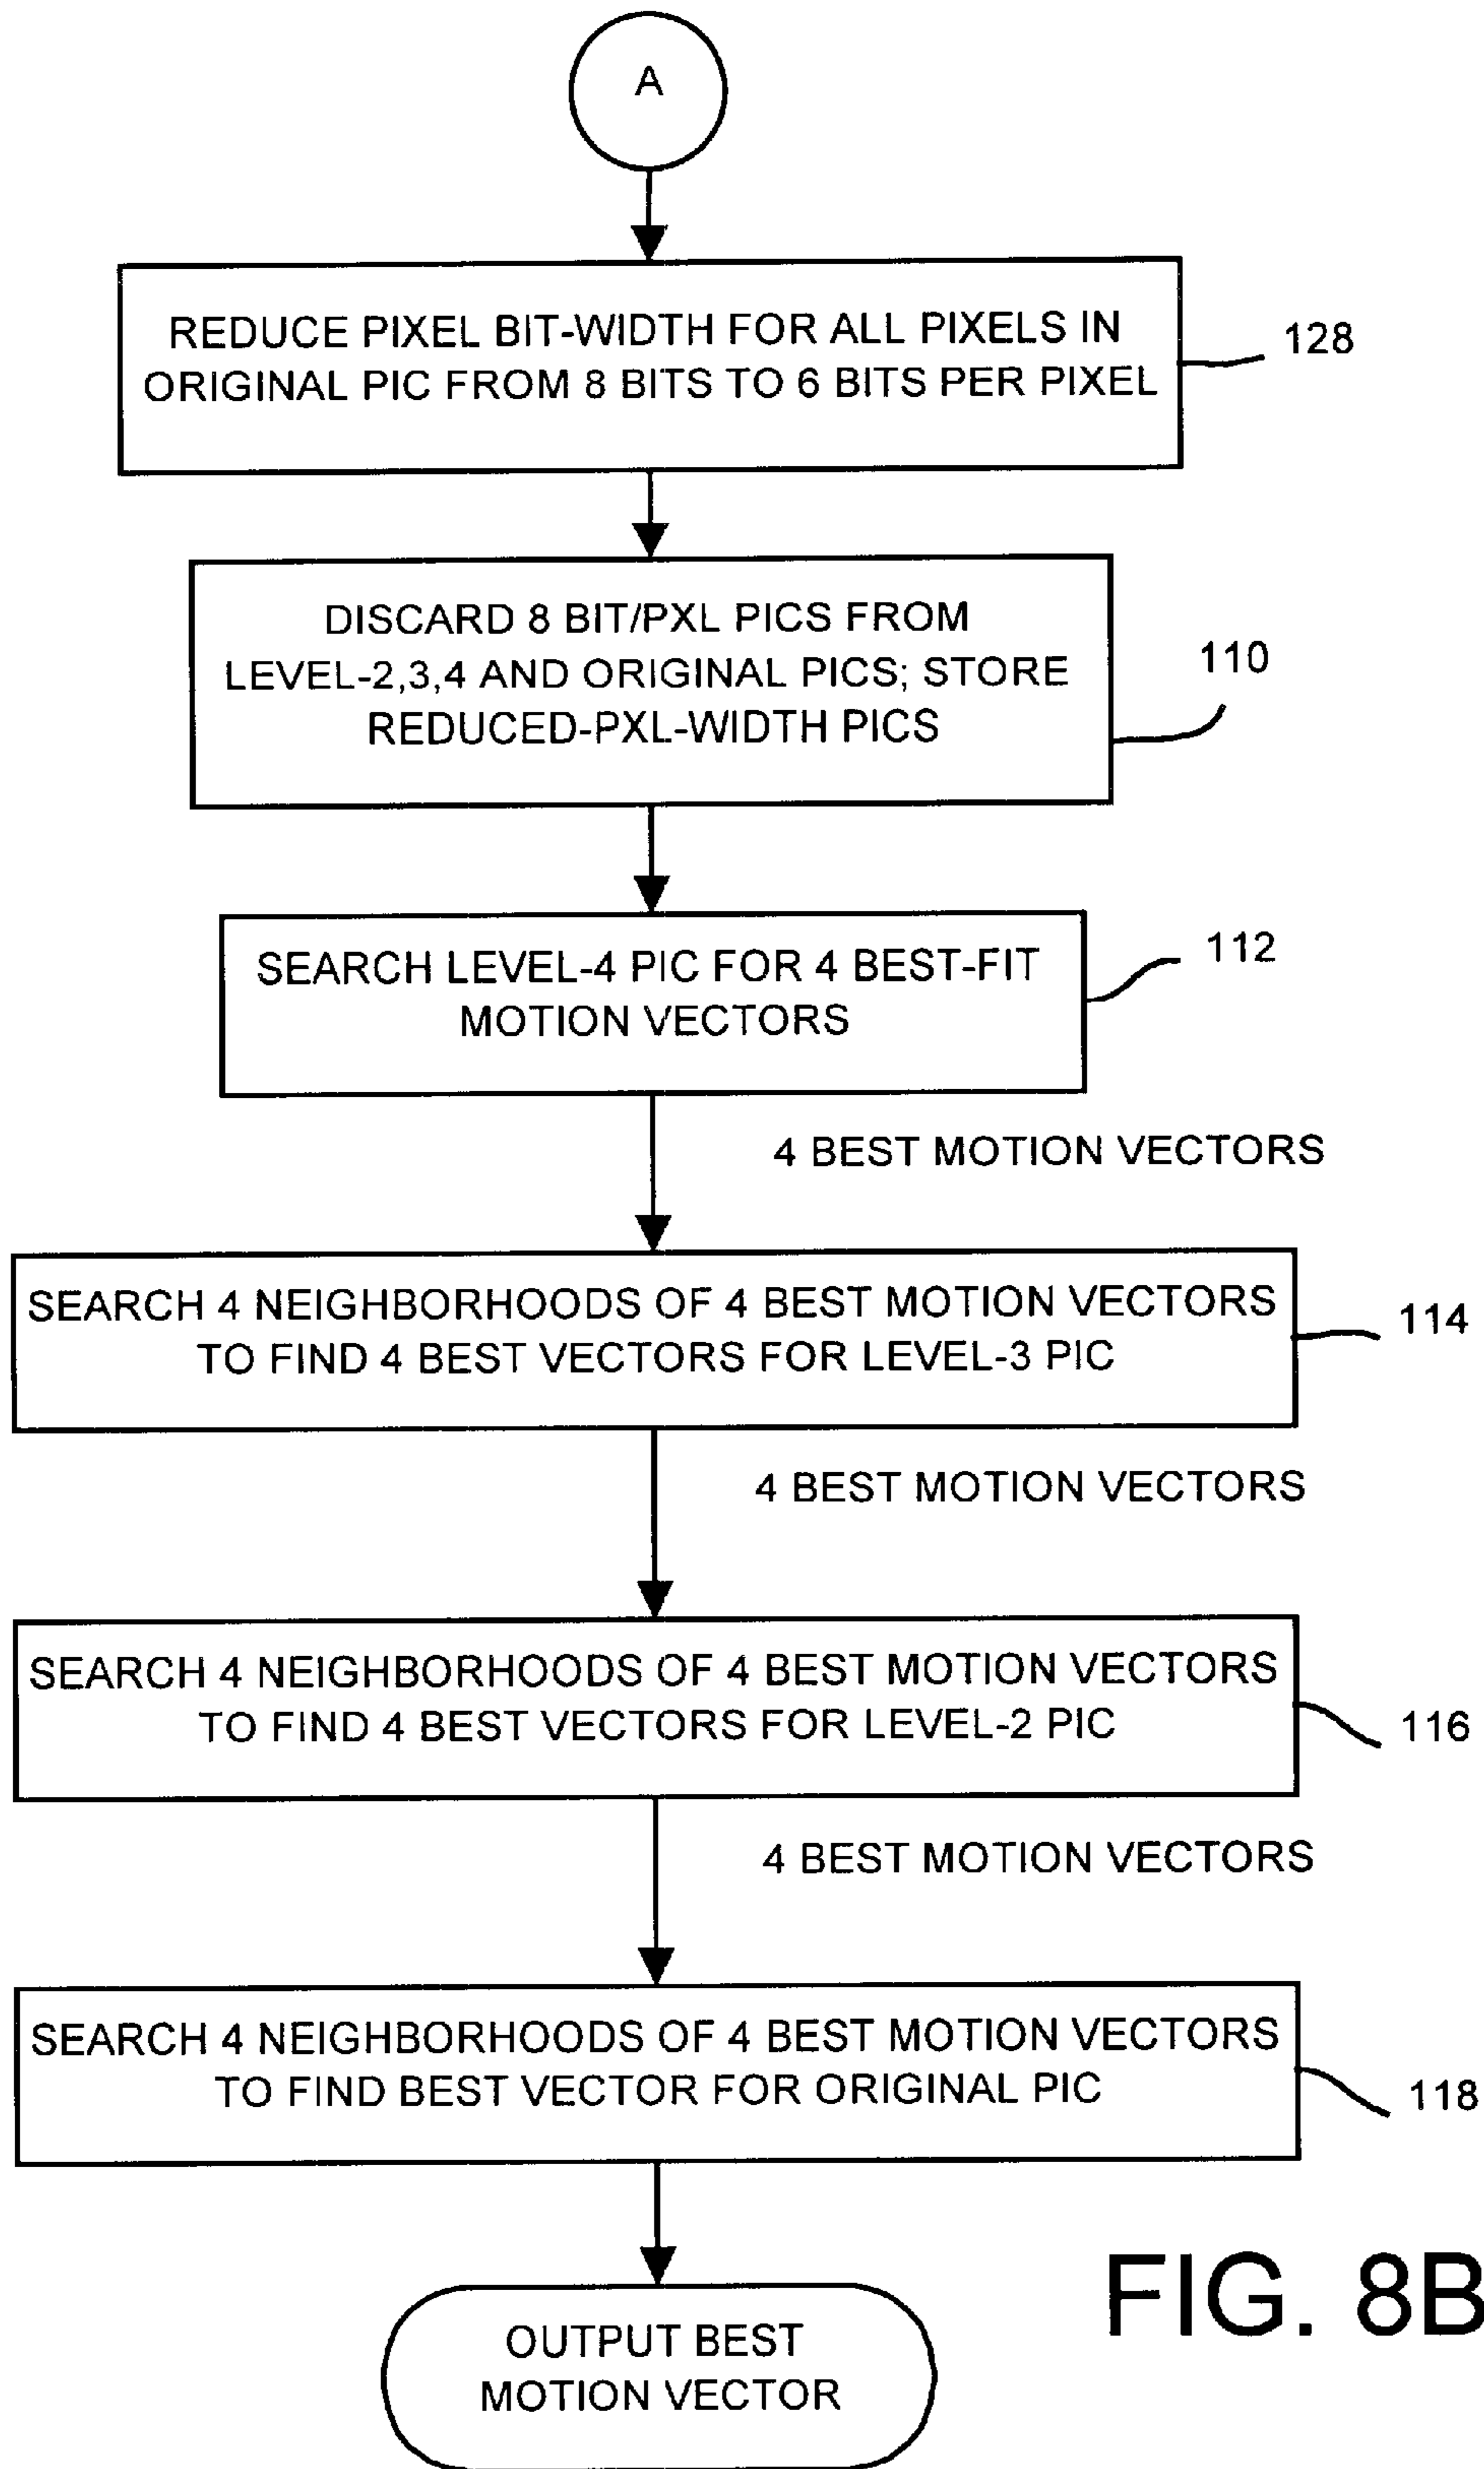 A
REDUCE PIXEL BIT-WIDTH FOR ALL PIXELS IN
ORIGINAL PIC FROM 8 BITS TO 6 BITS PER PIXEL
128
DISCARD 8 BIT/PXL PICS FROM
LEVEL-2,3,4 AND ORIGINAL PICS; STORE
REDUCED-PXL-WIDTH PICS
110
SEARCH LEVEL-4 PIC FOR 4 BEST-FIT
MOTION VECTORS
112
4 BEST MOTION VECTORS
SEARCH 4 NEIGHBORHOODS OF 4 BEST MOTION VECTORS
TO FIND 4 BEST VECTORS FOR LEVEL-3 PIC
114
4 BEST MOTION VECTORS
SEARCH 4 NEIGHBORHOODS OF 4 BEST MOTION VECTORS
TO FIND 4 BEST VECTORS FOR LEVEL-2 PIC
116
4 BEST MOTION VECTORS
SEARCH 4 NEIGHBORHOODS OF 4 BEST MOTION VECTORS
TO FIND BEST VECTOR FOR ORIGINAL PIC
118
OUTPUT BEST
MOTION VECTOR
FIG. 8B